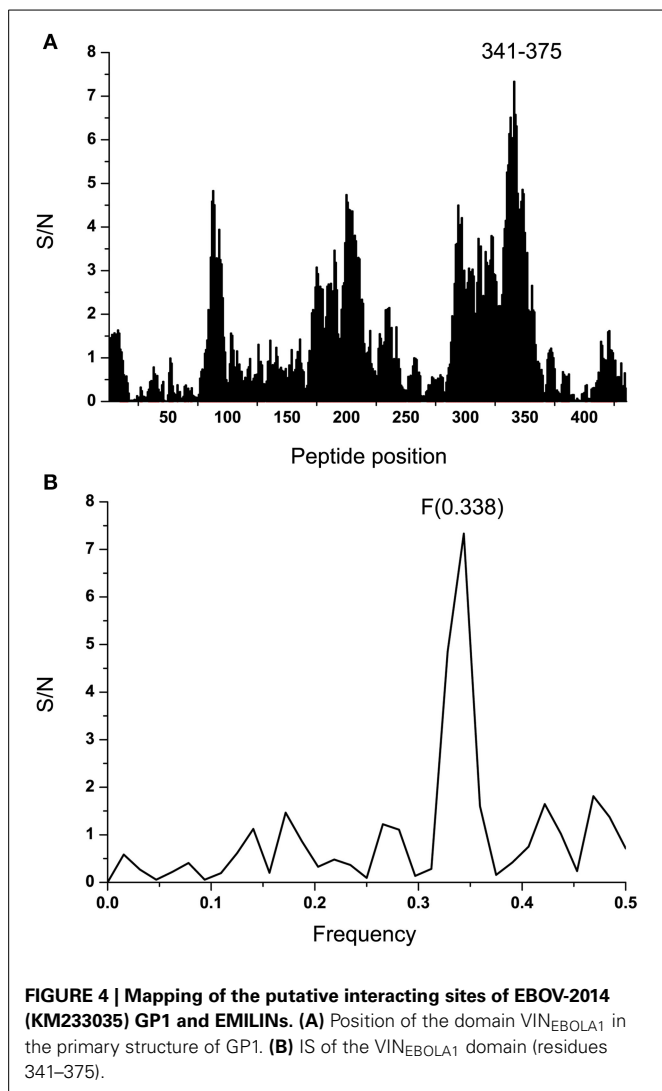 A
341-375
8
7
6
5
4
3
2
1
0
S/N
50 100 150 200 250 300 350 400
Peptide position
B
F(0.338)
8
7
6
5
4
3
2
1
0
S/N
0.0 0.1 0.2 0.3 0.4 0.5
Frequency
FIGURE 4 | Mapping of the putative interacting sites of EBOV-2014
(KM233035) GP1 and EMILINs. (A) Position of the domain VINEBOLA1 in
the primary structure of GP1. (B) IS of the VINEBOLA1 domain (residues
341–375).